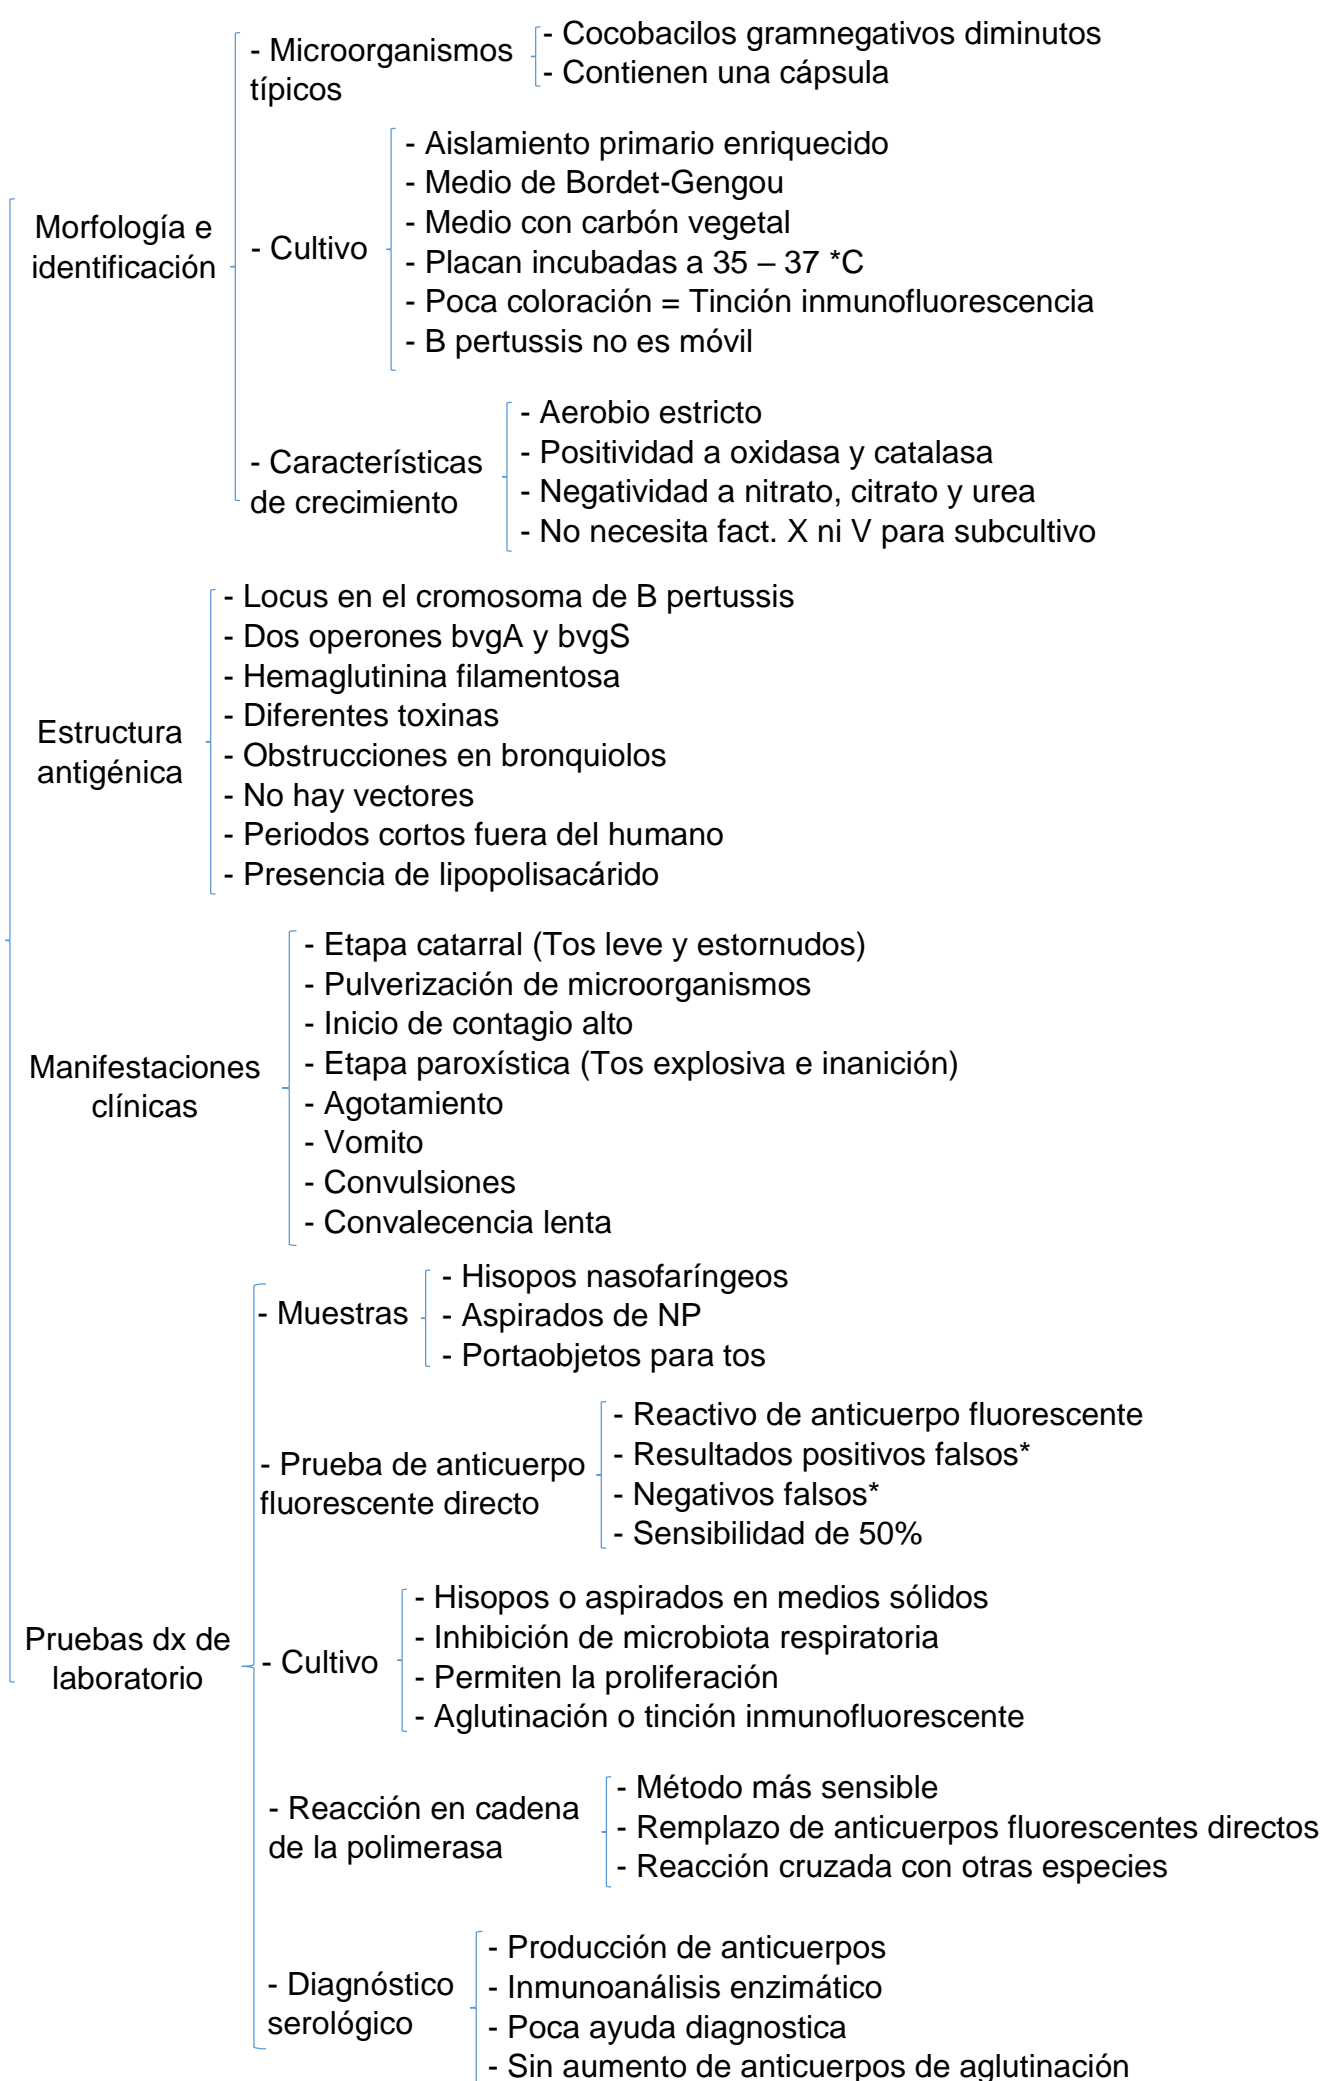 - Microorganismos
típicos
- Cocobacilos gramnegativos diminutos
- Contienen una cápsula
Morfología e
identificación
- Cultivo
- Aislamiento primario enriquecido
- Medio de Bordet-Gengou
- Medio con carbón vegetal
- Placan incubadas a 35 – 37 *C
- Poca coloración = Tinción inmunofluorescencia
- B pertussis no es móvil
- Características
de crecimiento
- Aerobio estricto
- Positividad a oxidasa y catalasa
- Negatividad a nitrato, citrato y urea
- No necesita fact. X ni V para subcultivo
Estructura
antigénica
- Locus en el cromosoma de B pertussis
- Dos operones bvgA y bvgS
- Hemaglutinina filamentosa
- Diferentes toxinas
- Obstrucciones en bronquiolos
- No hay vectores
- Periodos cortos fuera del humano
- Presencia de lipopolisacárido
Manifestaciones
clínicas
- Etapa catarral (Tos leve y estornudos)
- Pulverización de microorganismos
- Inicio de contagio alto
- Etapa paroxística (Tos explosiva e inanición)
- Agotamiento
- Vomito
- Convulsiones
- Convalecencia lenta
Pruebas dx de
laboratorio
- Muestras
- Hisopos nasofaríngeos
- Aspirados de NP
- Portaobjetos para tos
- Prueba de anticuerpo
fluorescente directo
- Reactivo de anticuerpo fluorescente
- Resultados positivos falsos*
- Negativos falsos*
- Sensibilidad de 50%
- Cultivo
- Hisopos o aspirados en medios sólidos
- Inhibición de microbiota respiratoria
- Permiten la proliferación
- Aglutinación o tinción inmunofluorescente
- Reacción en cadena
de la polimerasa
- Método más sensible
- Remplazo de anticuerpos fluorescentes directos
- Reacción cruzada con otras especies
- Diagnóstico
serológico
- Producción de anticuerpos
- Inmunoanálisis enzimático
- Poca ayuda diagnostica
- Sin aumento de anticuerpos de aglutinación